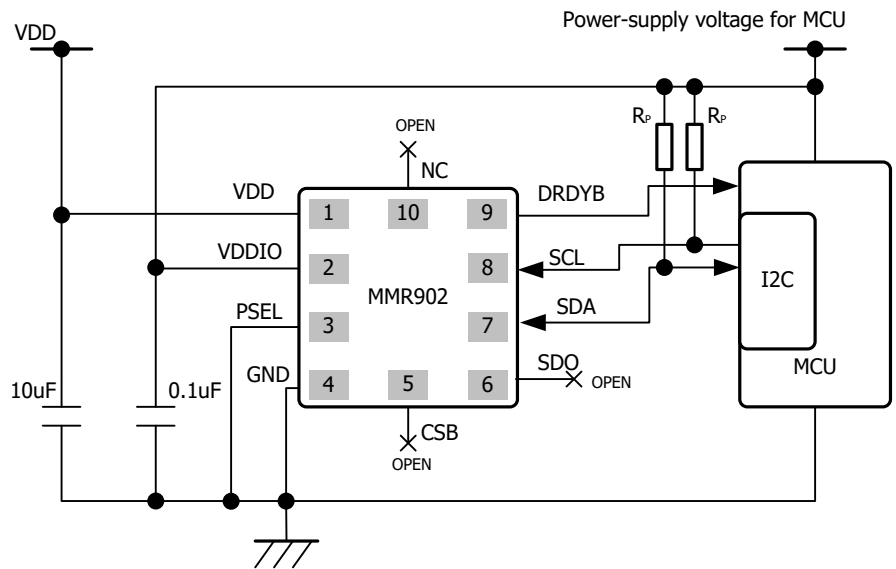 Power-supply voltage for MCU
VDD
RP
RP
OPEN
NC
VDD
DRDYB
1
10
9
VDDIO
SCL
2
8
I2C
MMR902
PSEL
SDA
3
7
MCU
GND
SDO
4
5
6
OPEN
10uF
0.1uF
CSB
OPEN